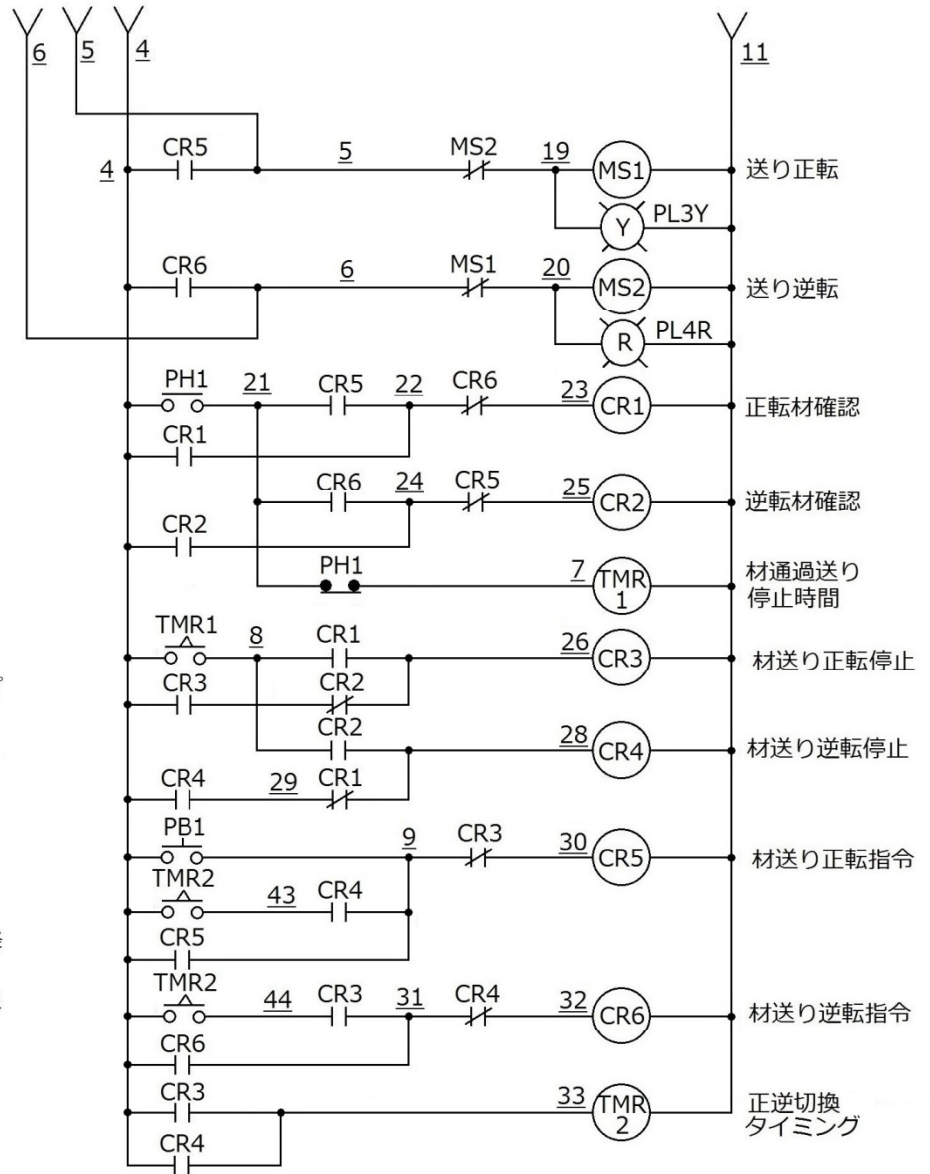 6
5
4
11
4
CR5
5
MS2
19
MS1
送り正転
Y
PL3Y
CR6
6
MS1
20
MS2
送り逆転
R
PL4R
PH1
21
CR5
22
CR6
23
CR1
正転材確認
CR1
CR6
24
CR5
25
CR2
逆転材確認
CR2
PH1
7
TMR
1
材通過送り
停止時間
TMR1
8
CR1
26
CR3
材送り正転停止
CR3
CR2
CR2
28
CR4
材送り逆転停止
CR4
29
CR1
PB1
9
CR3
30
CR5
材送り正転指令
TMR2
43
CR4
CR5
TMR2
44
CR3
31
CR4
32
CR6
材送り逆転指令
CR6
CR3
33
TMR
2
正逆切換
タイミング
CR4